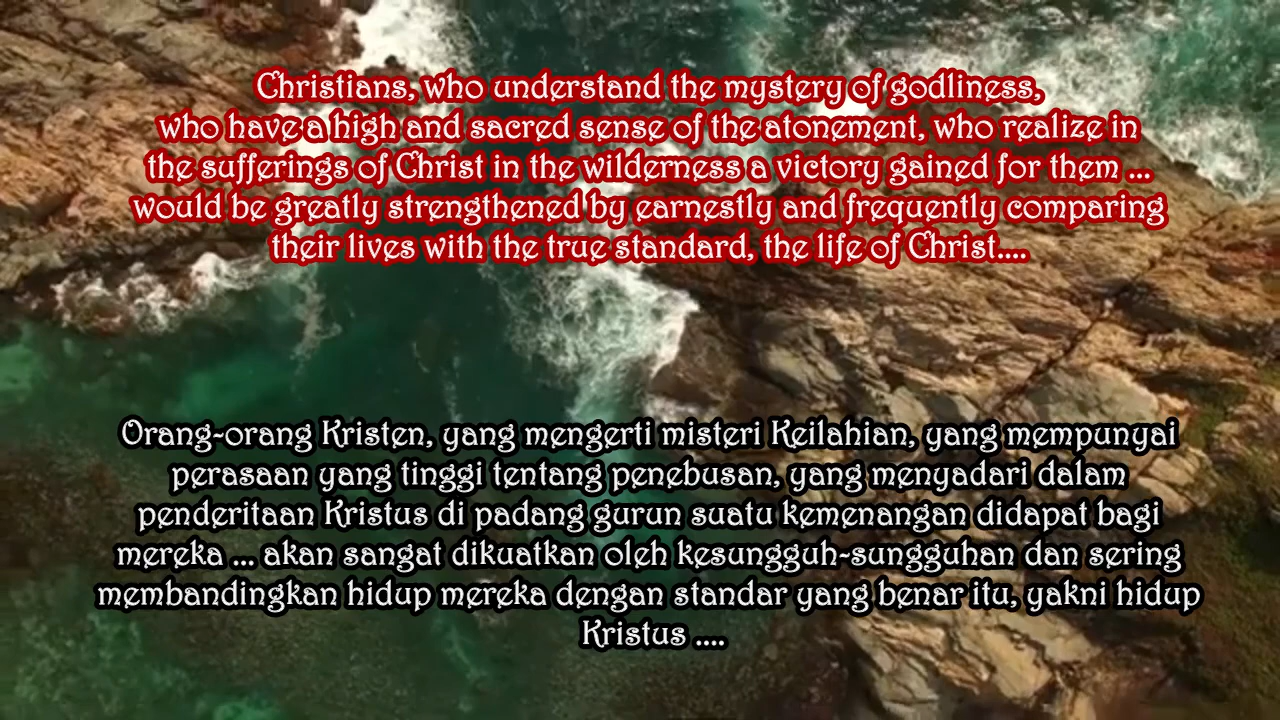 Christians, who understand the mystery of godliness,
who have a high and sacred sense of the atonement, who realize in
the sufferings of Christ in the wilderness a victory gained for them ...
would be greatly strengthened by earnestly and frequently comparing
their lives with the true standard, the life of Christ....
Orang-orang Kristen, yang mengerti misteri Keilahian, yang mempunyai
perasaan yang tinggi tentang penebusan, yang menyadari dalam
penderitaan Kristus di padang gurun suatu kemenangan didapat bagi
mereka ... akan sangat dikuatkan oleh kesungguh-sungguhan dan sering
membandingkan hidup mereka dengan standar yang benar itu, yakni hidup
Kristus ....